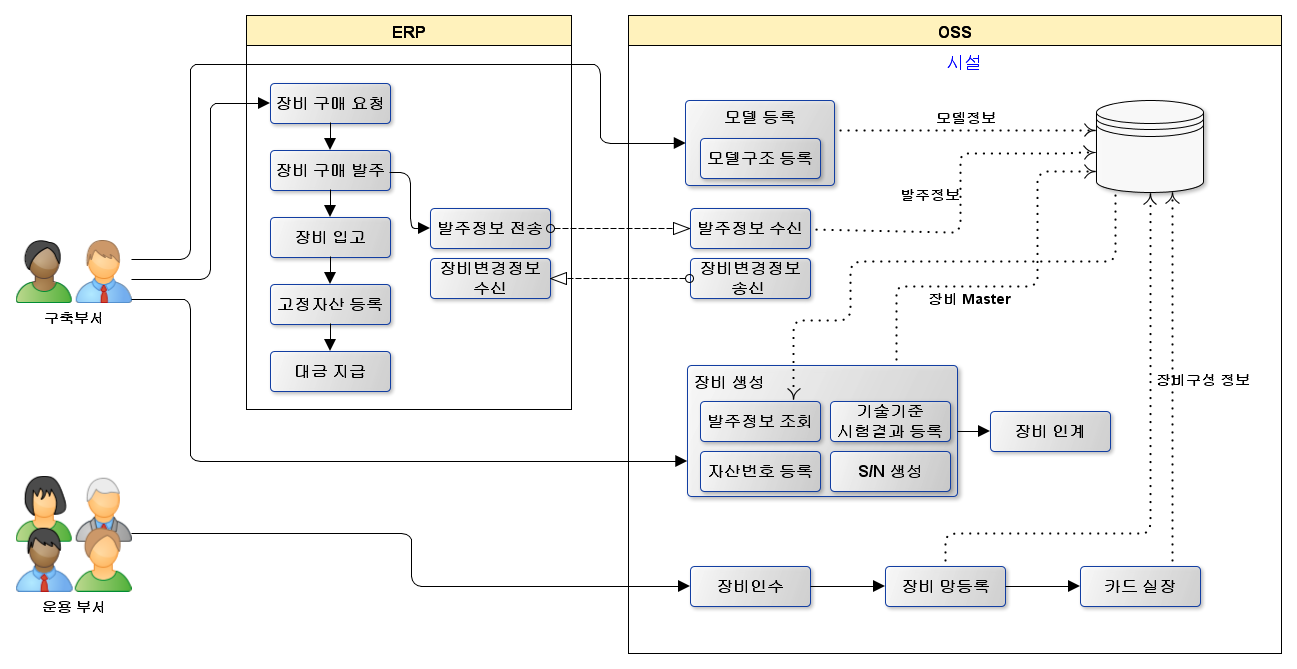 ERP
OSS
시설
장비 구매 요청
장비 구매 발주
장비 입고
고정자산 등록
대금 지급
발주정보 전송
장비변경정보
수신
모델 등록
모델구조 등록
모델정보
발주정보
발주정보 수신
장비변경정보
송신
장비 Master
구축부서
장비 생성
발주정보 조회
기술기준
시험결과 등록
자산번호 등록
S/N 생성
장비 인계
장비구성 정보
운용 부서
장비인수
장비 망등록
카드 실장